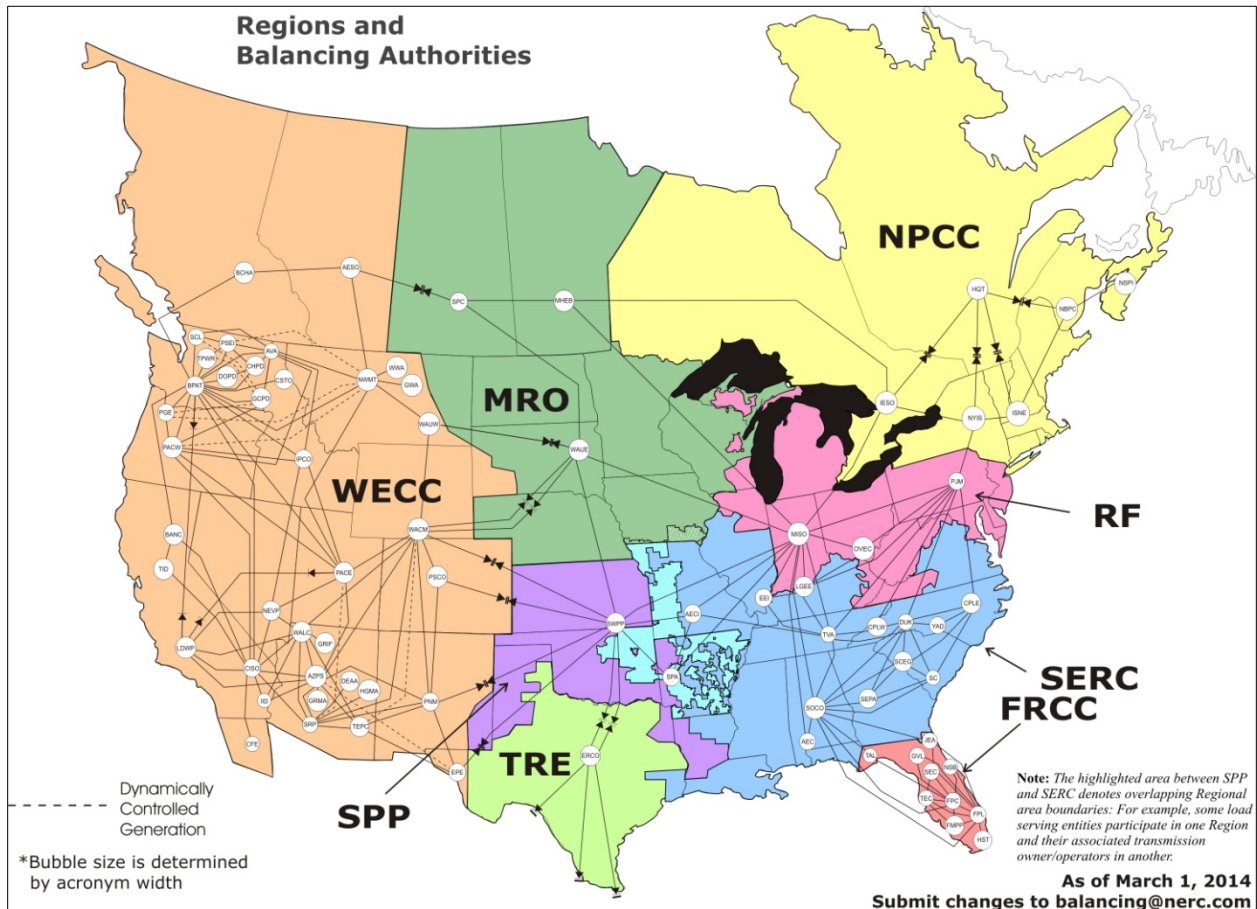 Regions and
Balancing Authorities
NPCC
BCHA
AESO
SPC
MHEB
HQT
NBPC
NSPI
SCL
PSEI
TPWR
CHPD
AVA
DOPD
CSTO
BPAT
GCPD
NWMT
WWA
GWA
PGE
WAUW
PACW
IPCO
MRO
WAUE
IESO
NYIS
ISNE
WECC
PJM
RF
WACM
BANC
TID
PACE
PSCO
MISO
OVEC
LGEE
EEI
NEVP
WALC
GRIF
LDWP
CISO
AZPS
DEAA
HGMA
GRMA
IID
SRP
TEPC
PNM
CFE
EPE
SWPP
AECI
SPA
TVA
CPLW
DUK
YAD
CPLE
SCEG
SC
SEPA
SOCO
AEC
SERC
FRCC
TRE
ERCO
SPP
JEA
TAL
GVL
NSB
SEC
TEC
FPC
FPL
FMPP
HST
Dynamically
Controlled
Generation
*Bubble size is determined
by acronym width
Note: The highlighted area between SPP
and SERC denotes overlapping Regional
area boundaries: For example, some load
serving entities participate in one Region
and their associated transmission
owner/operators in another.
As of March 1, 2014
Submit changes to balancing@nerc.com